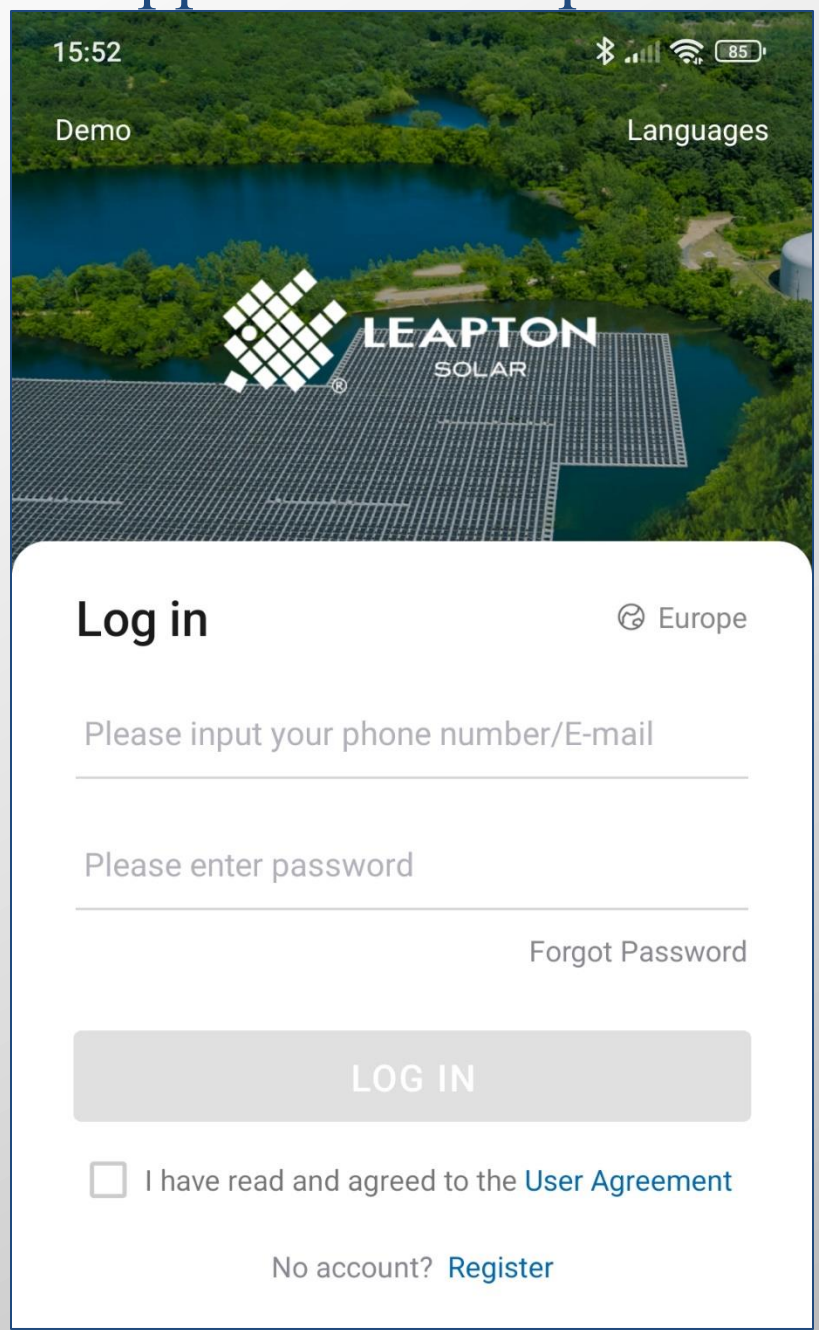 15:52 85
Demo Languages
LEAPTON
SOLAR
®
Log in Europe
Please input your phone number/E-mail
Please enter password
Forgot Password
LOG IN
I have read and agreed to the User Agreement
No account? Register